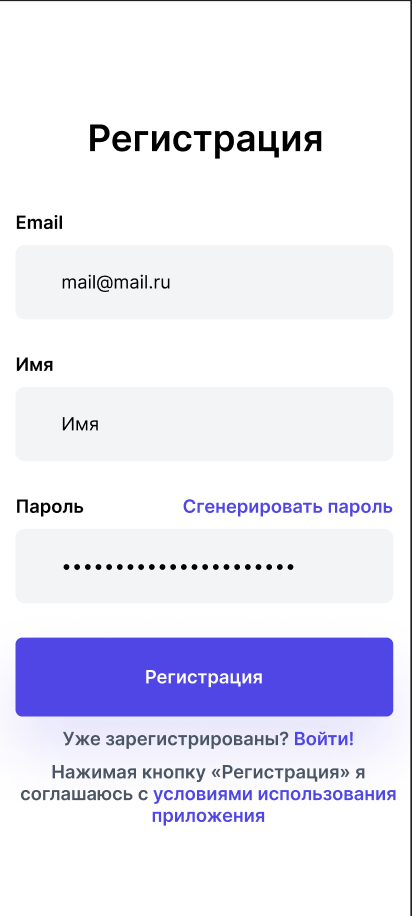 Регистрация
Email
mail@mail.ru
Имя
Имя
Пароль Сгенерировать пароль
••••••••••••••••••••••
Регистрация
Уже зарегистрированы? Войти!
Нажимая кнопку «Регистрация» я
соглашаюсь с условиями использования
приложения